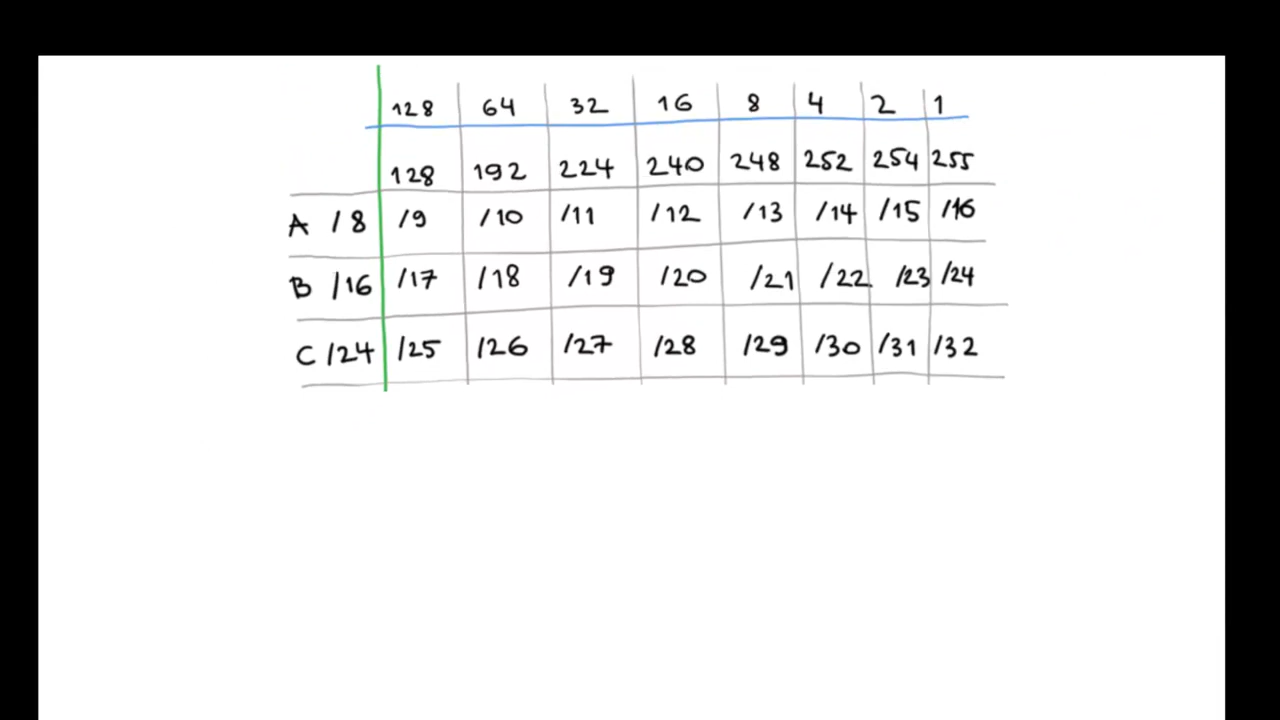 128 64 32 16 8 4 2 1
128 192 224 240 248 252 254 255
A /8 /9 /10 /11 /12 /13 /14 /15 /16
B /16 /17 /18 /19 /20 /21 /22 /23 /24
C /24 /25 /26 /27 /28 /29 /30 /31 /32